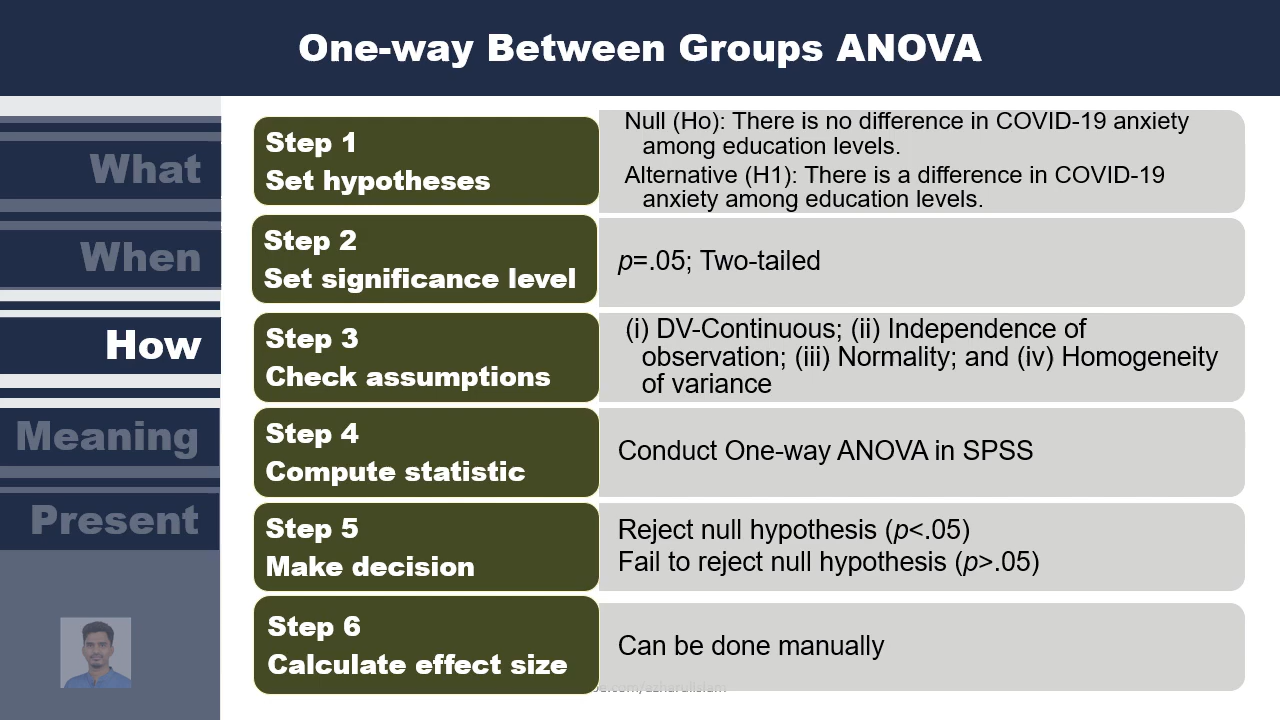 One-way Between Groups ANOVA
What
When
How
Meaning
Present
Step 1
Set hypotheses
Null (Ho): There is no difference in COVID-19 anxiety
among education levels.
Alternative (H1): There is a difference in COVID-19
anxiety among education levels.
Step 2
Set significance level
p=.05; Two-tailed
Step 3
Check assumptions
(i) DV-Continuous; (ii) Independence of
observation; (iii) Normality; and (iv) Homogeneity
of variance
Step 4
Compute statistic
Conduct One-way ANOVA in SPSS
Step 5
Make decision
Reject null hypothesis (p<.05)
Fail to reject null hypothesis (p>.05)
Step 6
Calculate effect size
Can be done manually